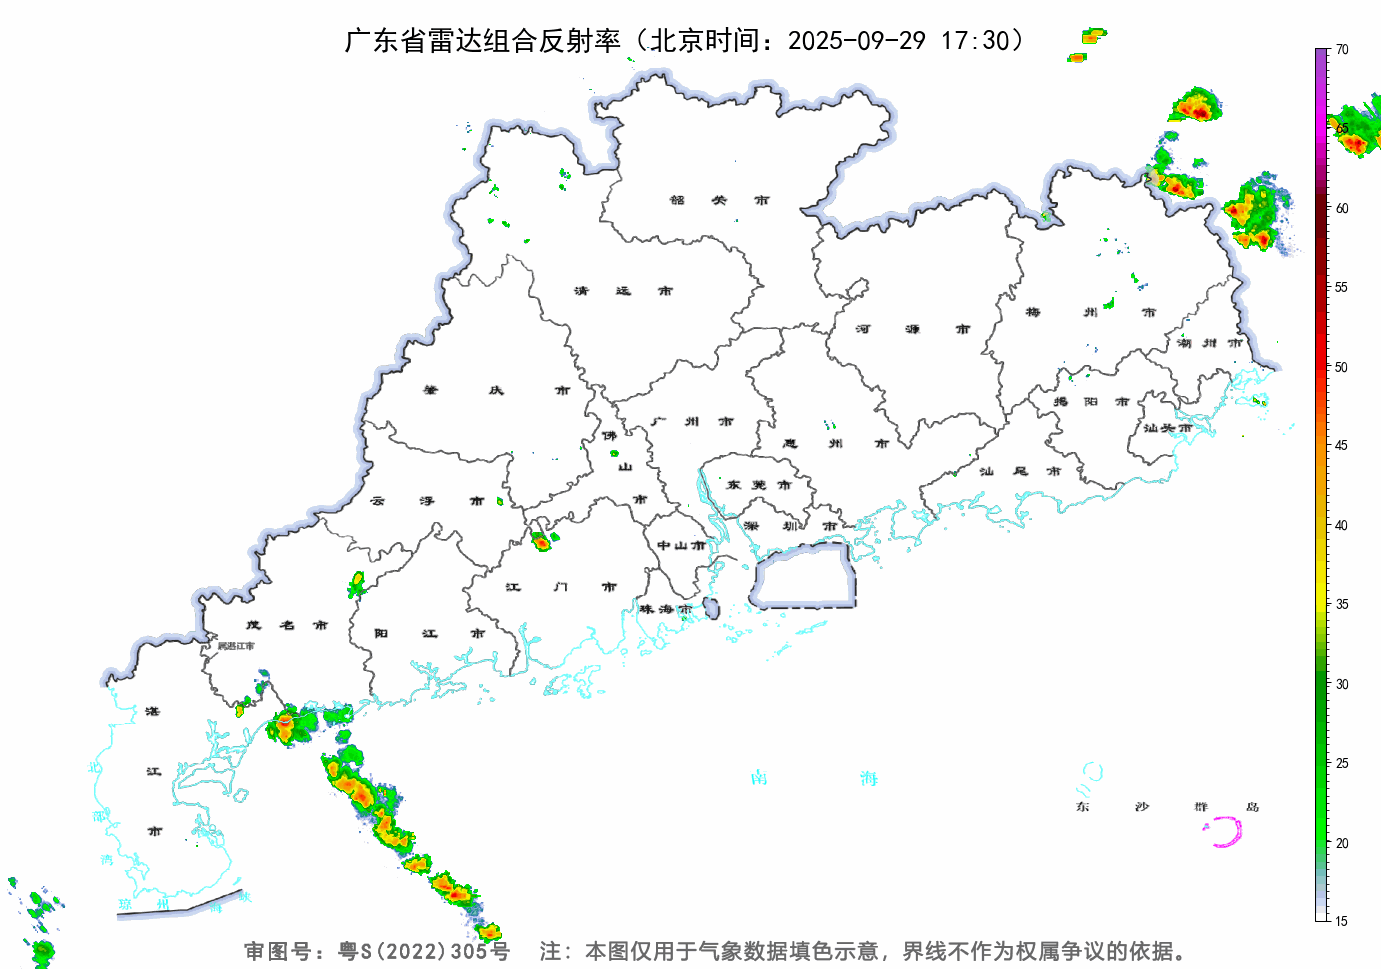 广东省雷达组合反射率（北京时间：2025-09-29 17:30）
70
65
60
55
50
45
40
35
30
25
20
15
韶关市
清远市
河源市
梅州市
潮州市
肇庆市
广州市
佛山市
惠州市
揭阳市
汕头市
汕尾市
东莞市
云浮市
深圳市
中山市
江门市
珠海市
茂名市
阳江市
属湛江市
湛江市
北部湾
南海
东沙群岛
琼州海峡
审图号：粤S(2022)305号 注：本图仅用于气象数据填色示意，界线不作为权属争议的依据。